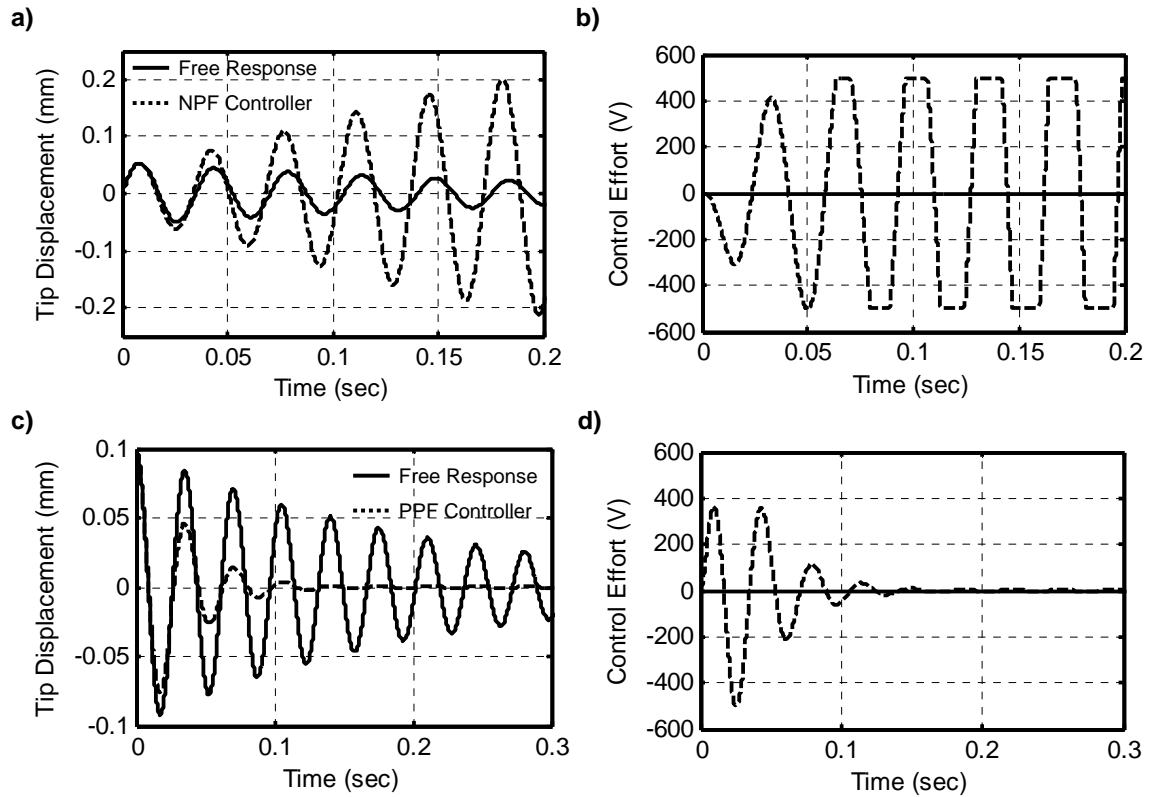 a)
Free Response
NPF Controller
Tip Displacement (mm)
0.2
0.1
0
-0.1
-0.2
0
0.05
0.1
0.15
0.2
Time (sec)
b)
Control Effort (V)
600
400
200
0
-200
-400
-600
0
0.05
0.1
0.15
0.2
Time (sec)
c)
Free Response
PPF Controller
Tip Displacement (mm)
0.1
0.05
0
-0.05
-0.1
0
0.1
0.2
0.3
Time (sec)
d)
Control Effort (V)
600
400
200
0
-200
-400
-600
0
0.1
0.2
0.3
Time (sec)